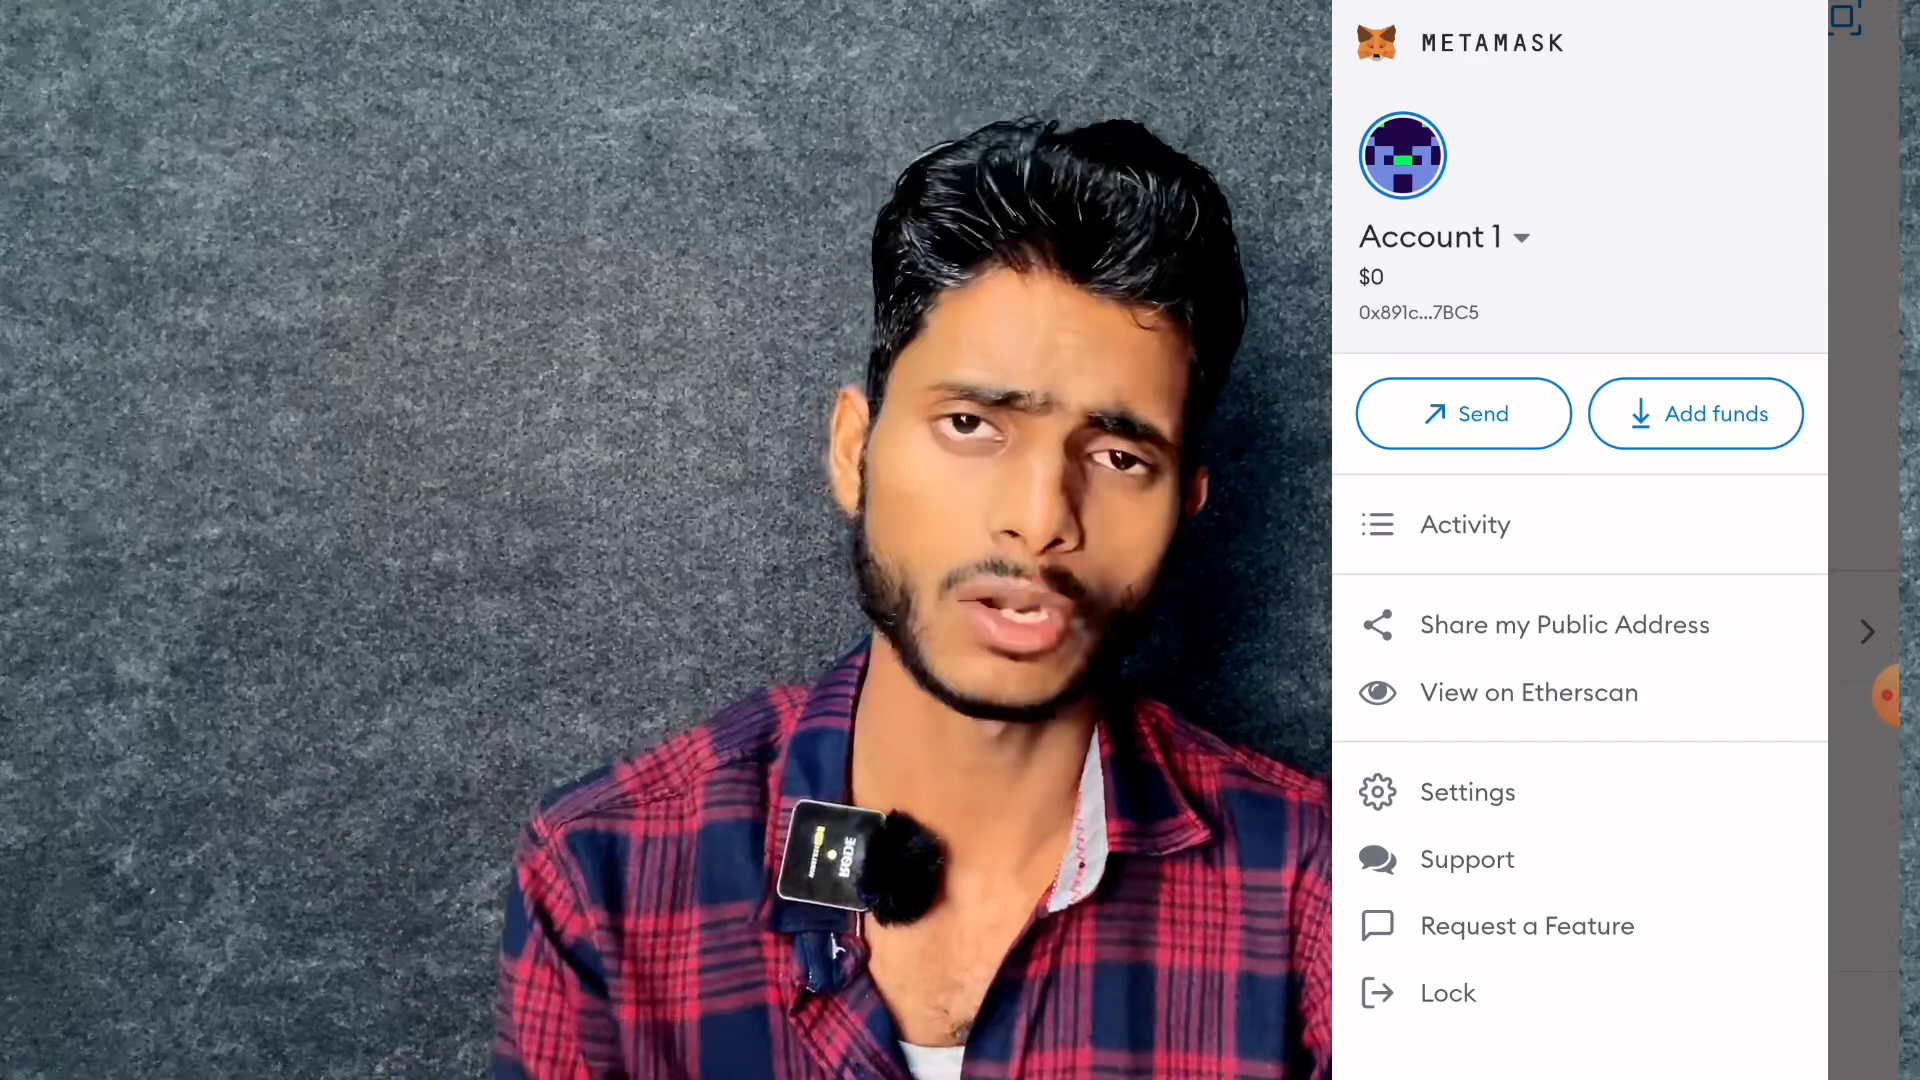 RØDE
METAMASK
Account 1
$0
0x891c...7BC5
Send
Add funds
Activity
Share my Public Address
View on Etherscan
Settings
Support
Request a Feature
Lock